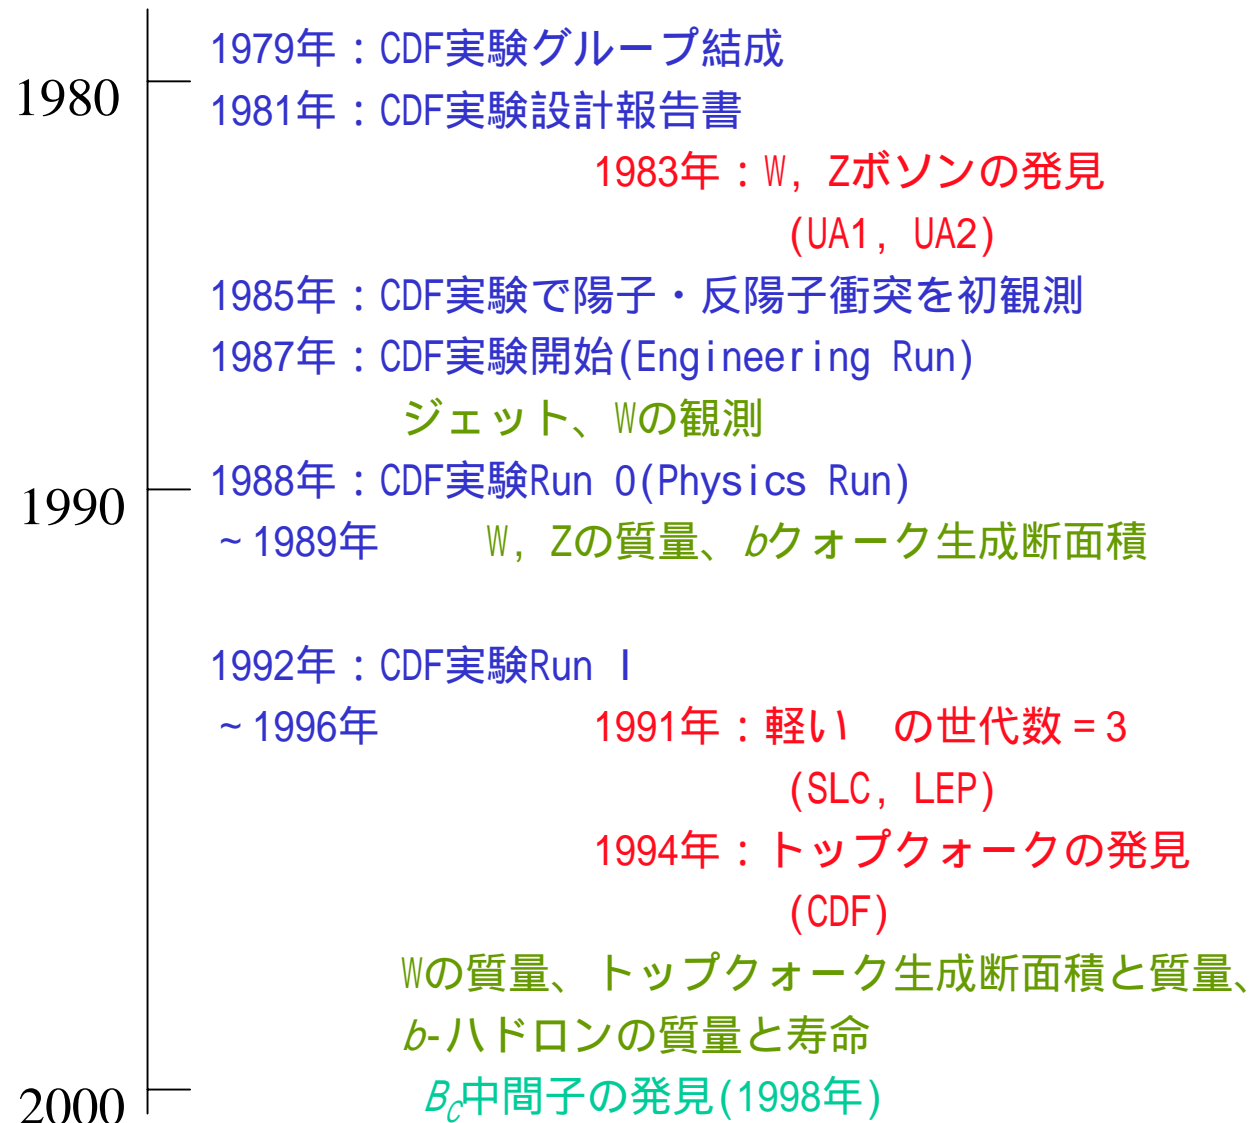 1979年：CDF実験グループ結成
1980
1981年：CDF実験設計報告書
1983年：W, Zボソンの発見
(UA1, UA2)
1985年：CDF実験で陽子・反陽子衝突を初観測
1987年：CDF実験開始(Engineering Run)
ジェット、Wの観測
1988年：CDF実験Run 0(Physics Run)
1990
~1989年 W, Zの質量、bクォーク生成断面積
1992年：CDF実験Run I
~1996年 1991年：軽い の世代数=3
(SLC, LEP)
1994年：トップクォークの発見
(CDF)
Wの質量、トップクォーク生成断面積と質量、
b-ハドロンの質量と寿命
BC中間子の発見(1998年)
2000